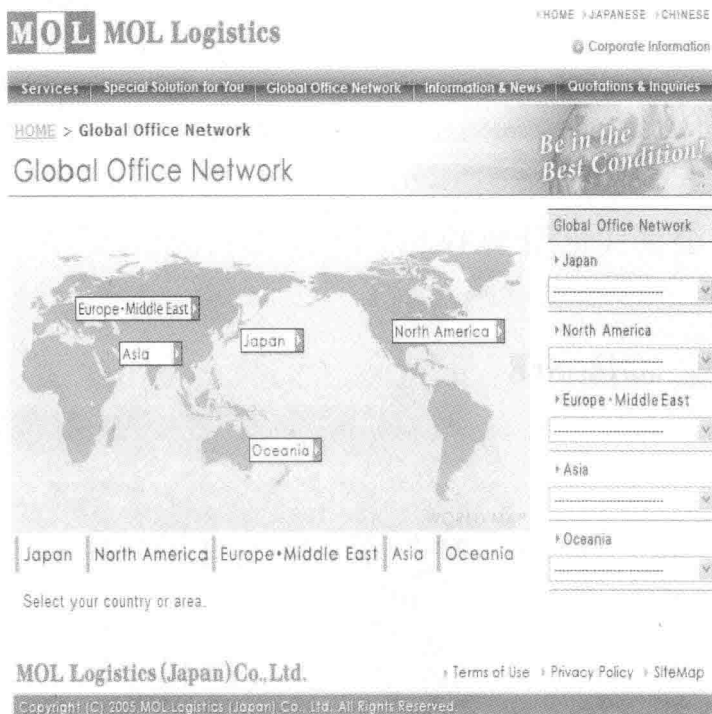 HOME JAPANESE CHINESE
MOL MOL Logistics
Corporate Information
Services Special Solution for You Global Office Network Information & News Quotations & Inquiries
HOME > Global Office Network
Be in the
Best Condition!
Global Office Network
Europe・Middle East
Asia
Japan
North America
Oceania
Global Office Network
Japan
North America
Europe・Middle East
Asia
Oceania
Japan North America Europe・Middle East Asia Oceania
Select your country or area.
MOL Logistics (Japan) Co., Ltd.
Terms of Use Privacy Policy SiteMap
Copyright (C) 2005 MOL Logistics (Japan) Co., Ltd. All Rights Reserved.